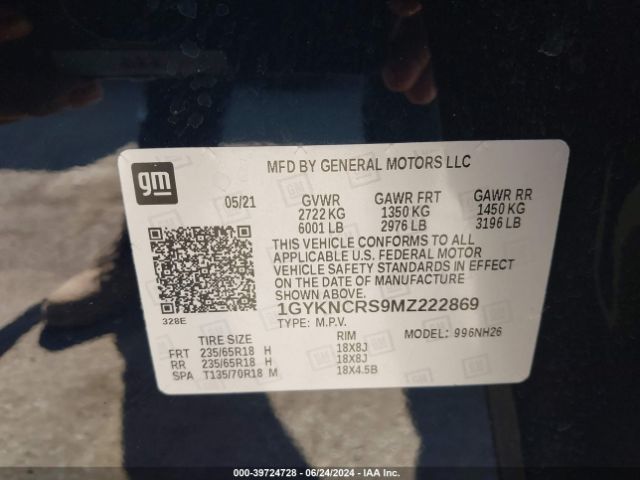 gm
MFD BY GENERAL MOTORS LLC
05/21 GVWR GAWR FRT GAWR RR
2722 KG 1350 KG 1450 KG
6001 LB 2976 LB 3196 LB
THIS VEHICLE CONFORMS TO ALL
APPLICABLE U.S. FEDERAL MOTOR
VEHICLE SAFETY STANDARDS IN EFFECT
ON THE DATE OF MANUFACTURE
SHOWN ABOVE.
328E
1GYKNCRS9MZ222869
TYPE: M.P.V. MODEL: 996NH26
TIRE SIZE RIM
FRT 235/65R18 H 18X8J
RR 235/65R18 H 18X8J
SPA T135/70R18 M 18X4.5B
000-39724728 - 06/24/2024 - IAA Inc.